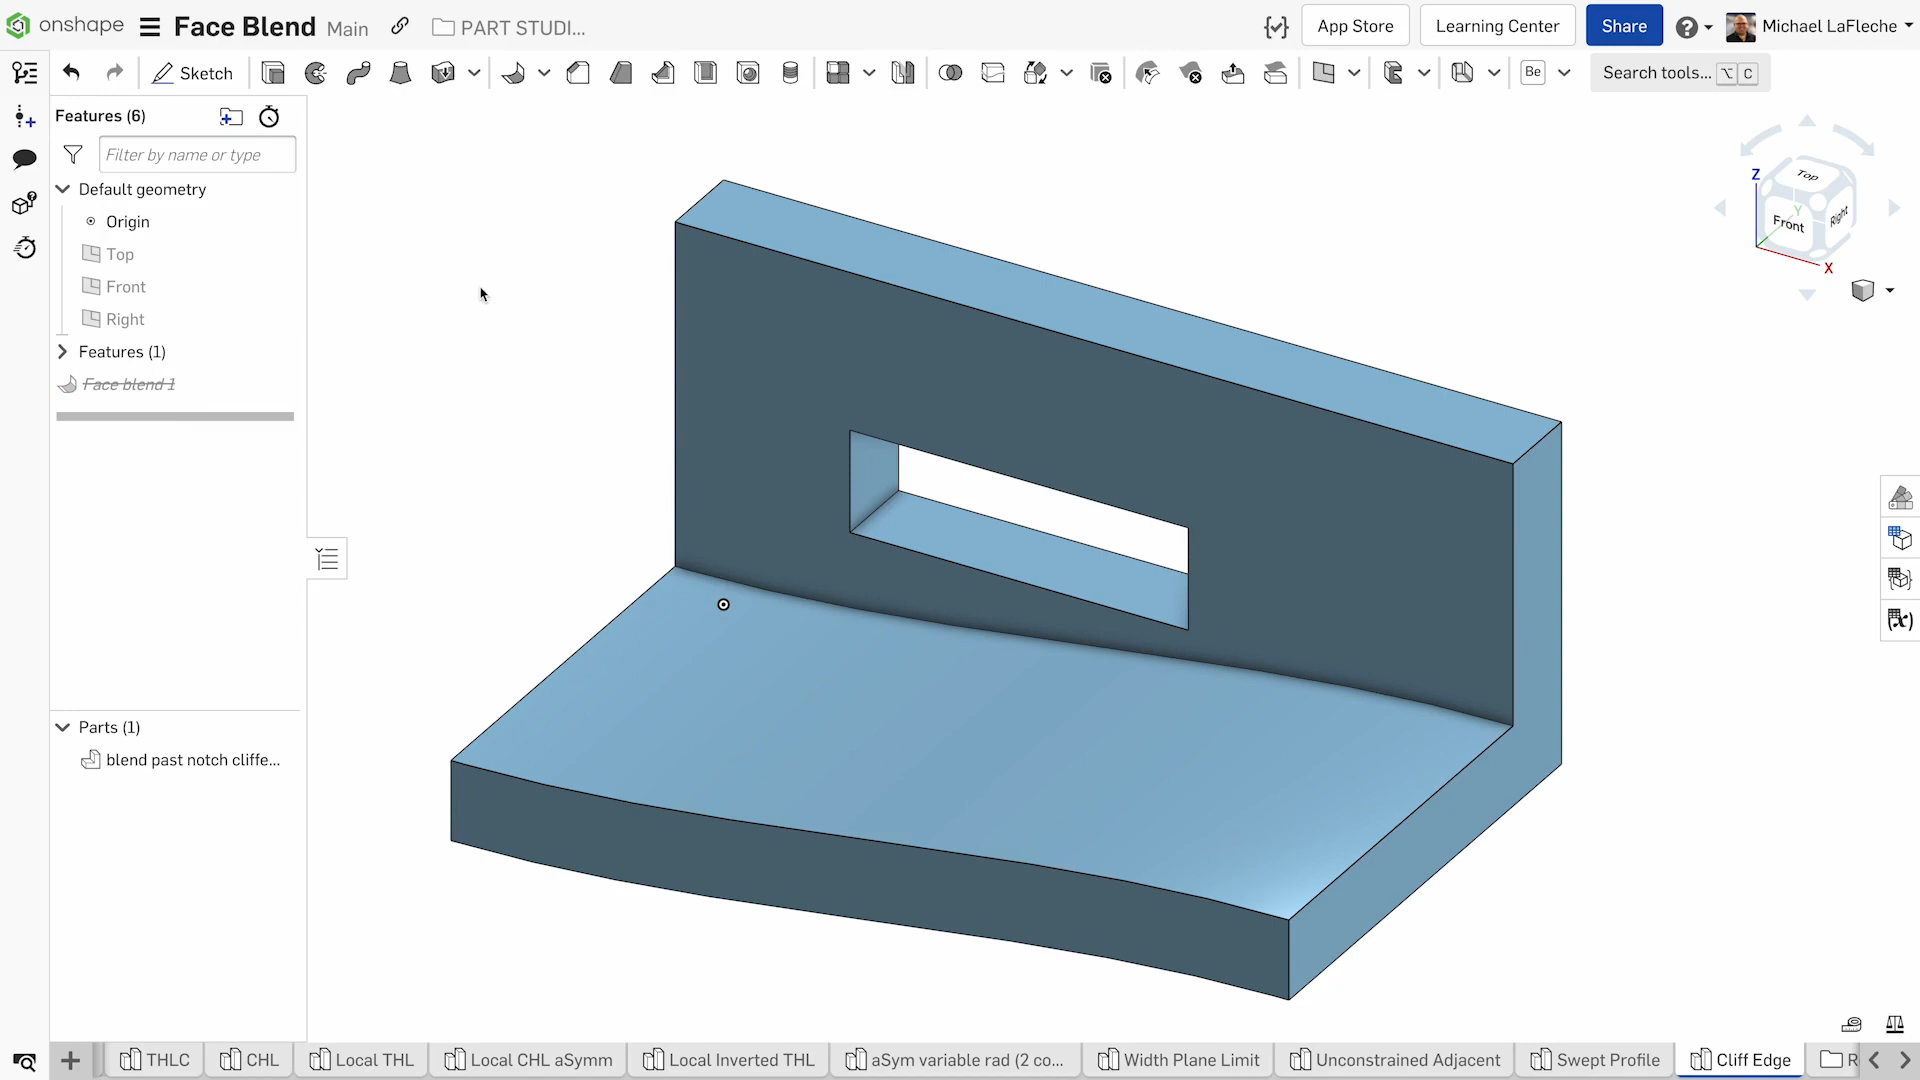 onshape Face Blend Main PART STUDI... App Store Learning Center Share Michael LaFleche
Sketch Be Search tools... ⌥ C
Features (6)
Filter by name or type
Default geometry
Origin
Top
Front
Right
Features (1)
Face blend 1
Parts (1)
blend past notch cliffe...
Z
Top
Y
Front
Right
X
THLC CHL Local THL Local CHL aSymm Local Inverted THL aSym variable rad (2 co... Width Plane Limit Unconstrained Adjacent Swept Profile Cliff Edge R